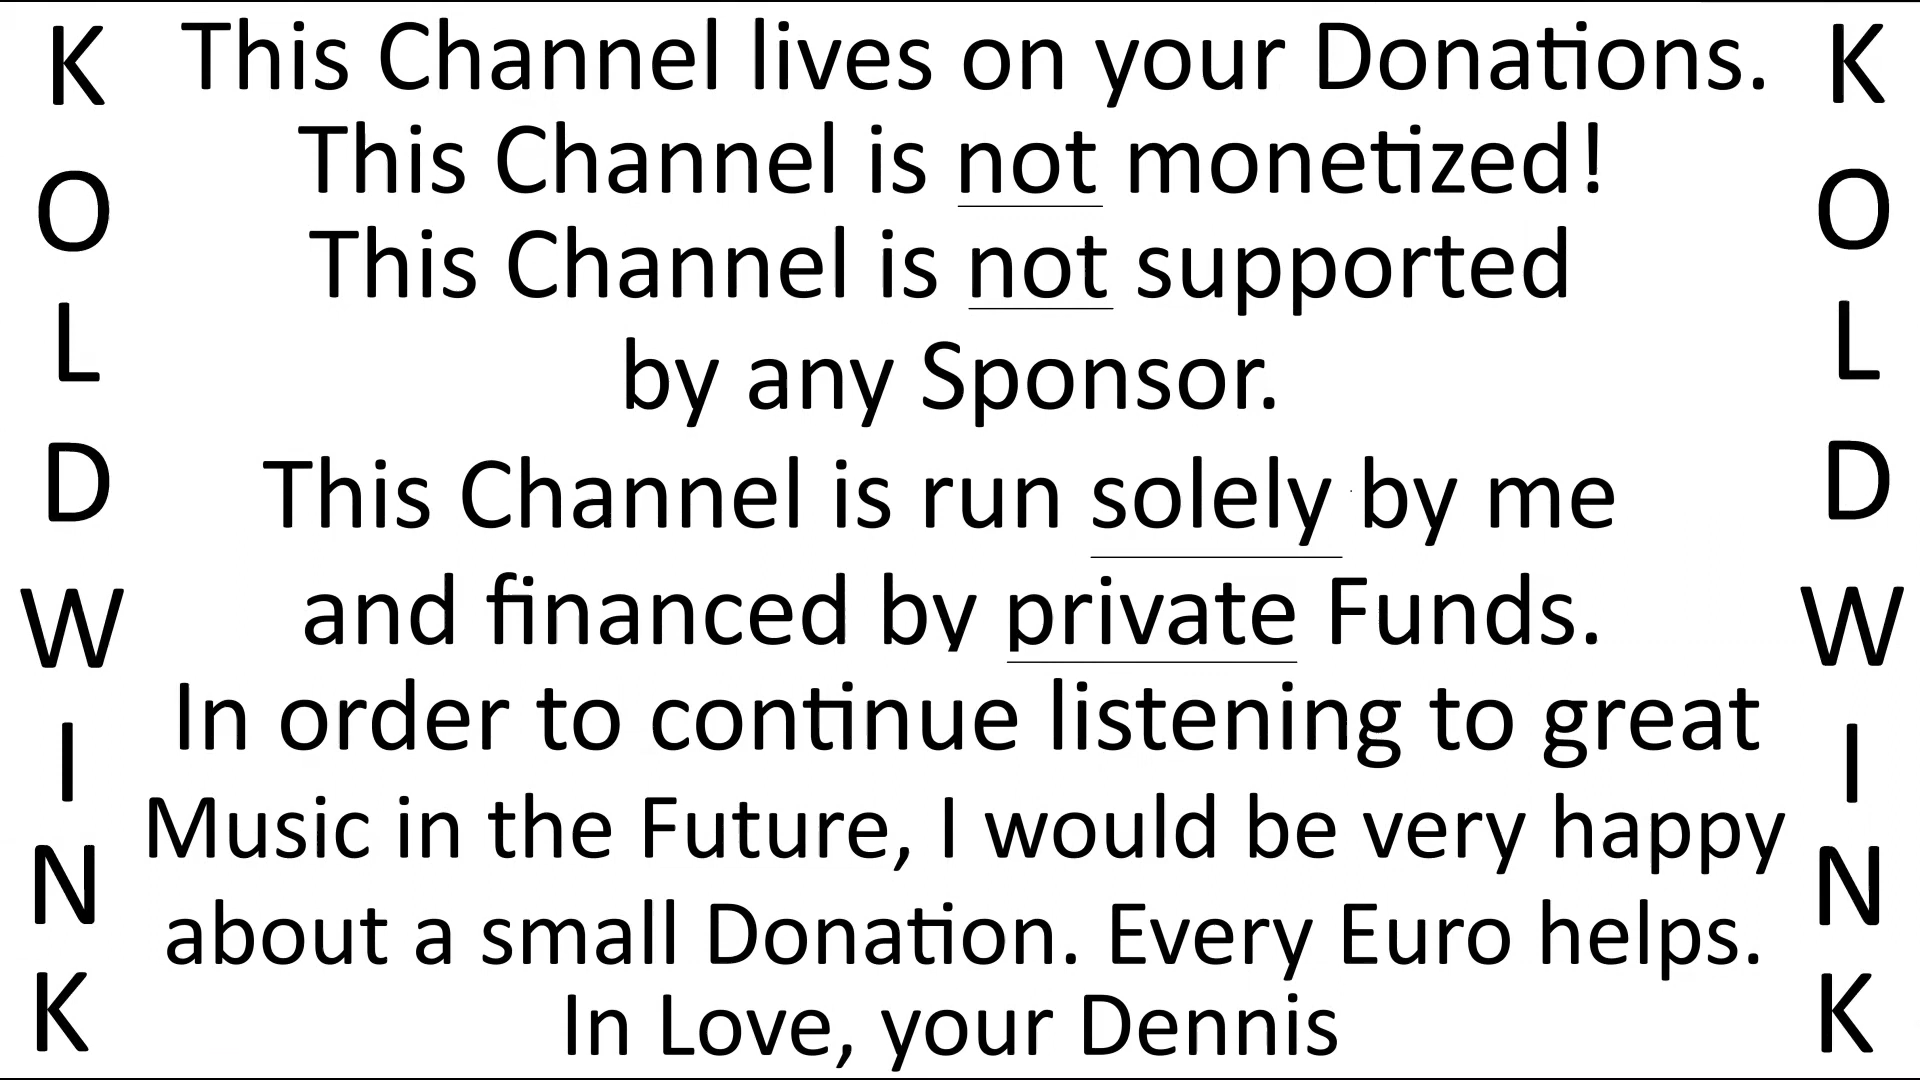 KOLDWINK
This Channel lives on your Donations.
This Channel is not monetized!
This Channel is not supported
by any Sponsor.
This Channel is run solely by me
and financed by private Funds.
In order to continue listening to great
Music in the Future, I would be very happy
about a small Donation. Every Euro helps.
In Love, your Dennis
KOLDWINK